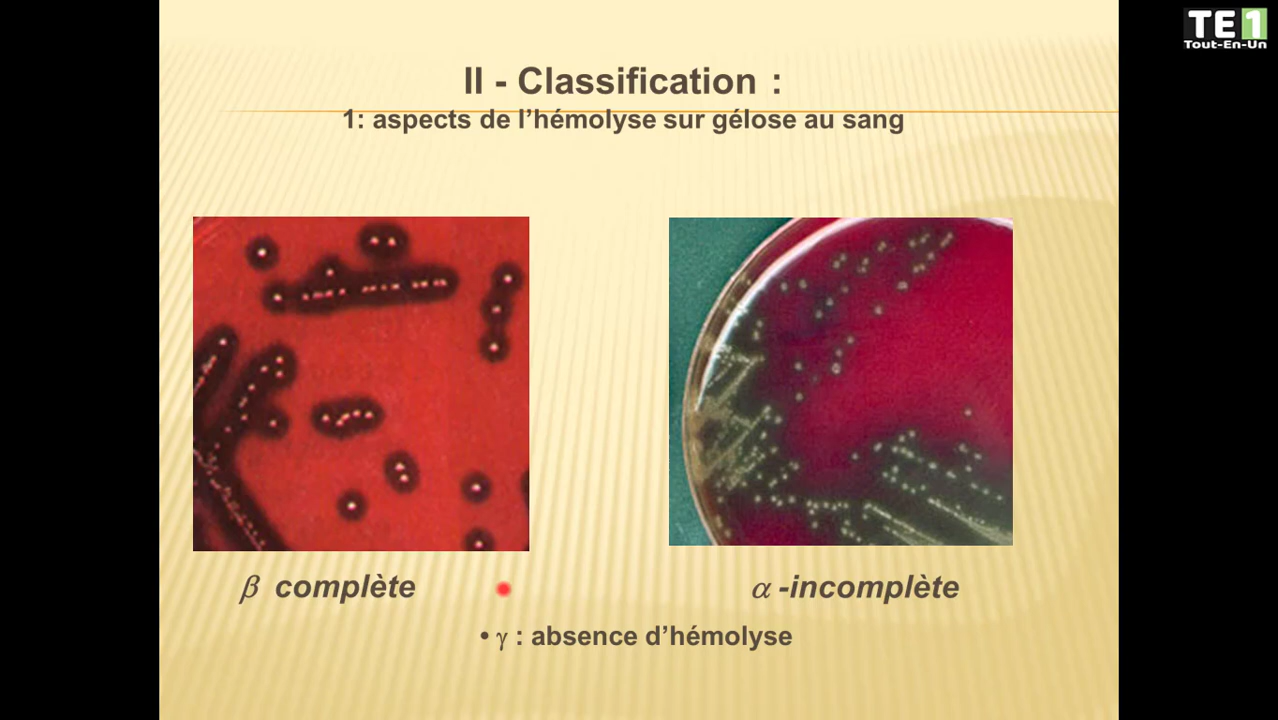 TE1
Tout-En-Un
II - Classification :
1: aspects de l’hémolyse sur gélose au sang
β complète
α -incomplète
• γ : absence d’hémolyse